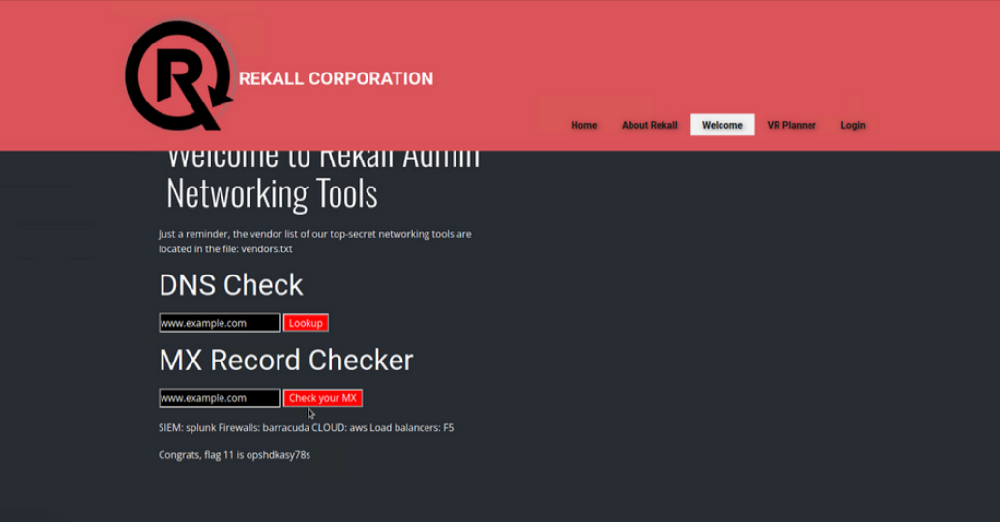 R
REKALL CORPORATION
Home About Rekall Welcome VR Planner Login
Welcome to Rekall Admin
Networking Tools
Just a reminder, the vendor list of our top-secret networking tools are
located in the file: vendors.txt
DNS Check
www.example.com Lookup
MX Record Checker
www.example.com Check your MX
SIEM: splunk Firewalls: barracuda CLOUD: aws Load balancers: F5
Congrats, flag 11 is opshdkasy78s